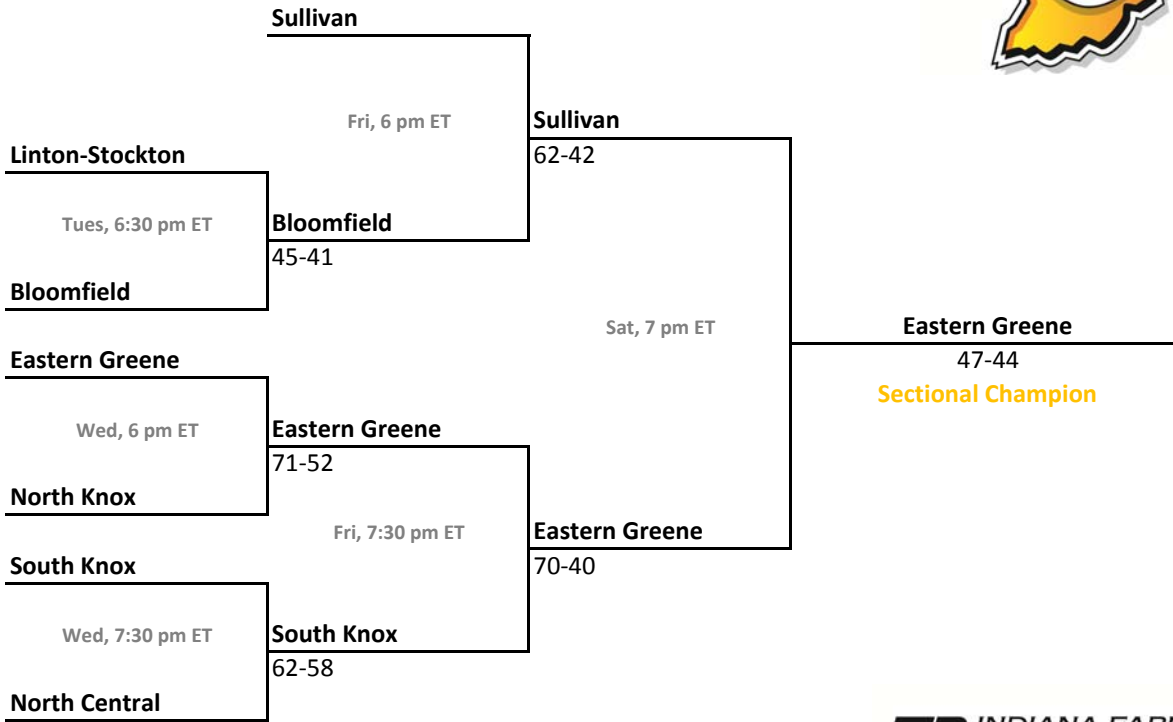 Sullivan
Fri, 6 pm ET
Sullivan
Linton-Stockton
62-42
Tues, 6:30 pm ET
Bloomfield
45-41
Bloomfield
Sat, 7 pm ET
Eastern Greene
Eastern Greene
47-44
Sectional Champion
Wed, 6 pm ET
Eastern Greene
71-52
North Knox
Fri, 7:30 pm ET
Eastern Greene
South Knox
70-40
Wed, 7:30 pm ET
South Knox
62-58
North Central
INDIANA